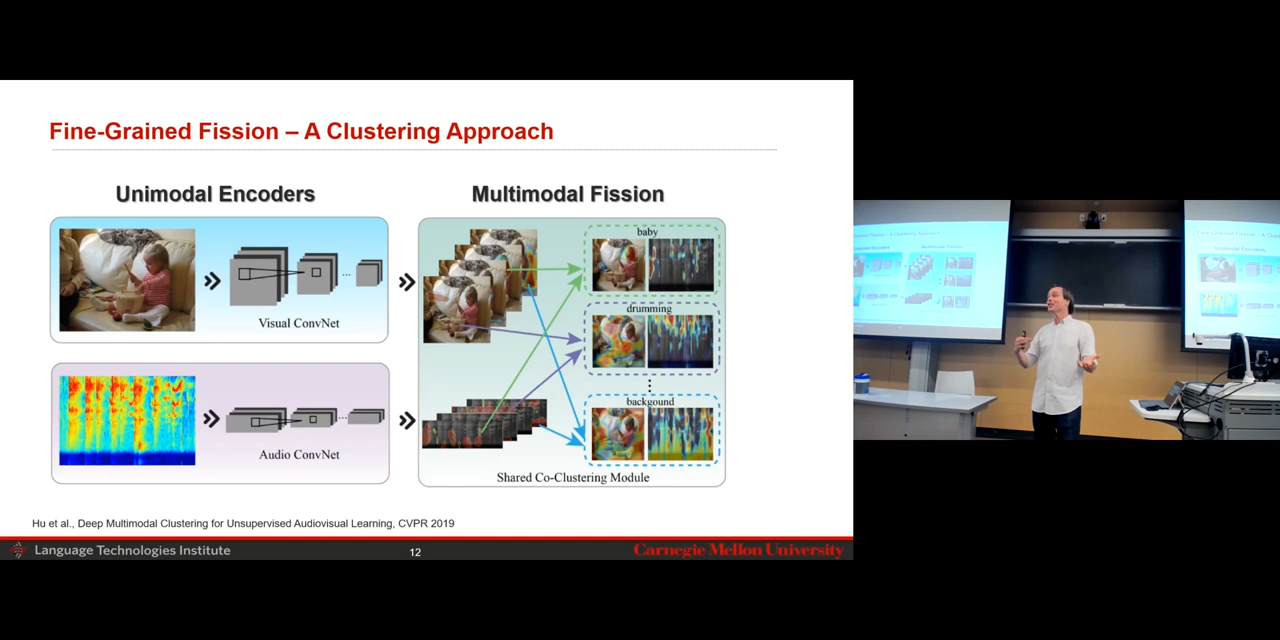 Fine-Grained Fission – A Clustering Approach
Unimodal Encoders
Multimodal Fission
Visual ConvNet
Audio ConvNet
baby
drumming
backgound
Shared Co-Clustering Module
Hu et al., Deep Multimodal Clustering for Unsupervised Audiovisual Learning, CVPR 2019
Language Technologies Institute
12
Carnegie Mellon University